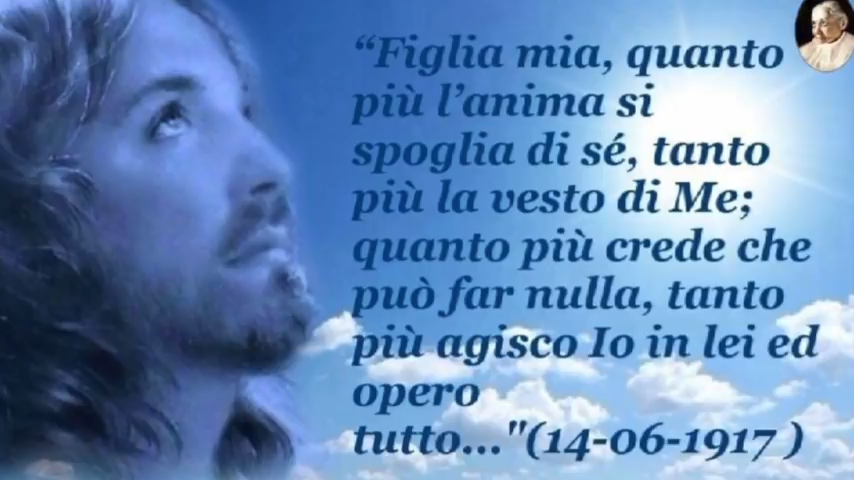 “Figlia mia, quanto
più l’anima si
spoglia di sé, tanto
più la vesto di Me;
quanto più crede che
può far nulla, tanto
più agisco Io in lei ed
opero
tutto..."(14-06-1917 )